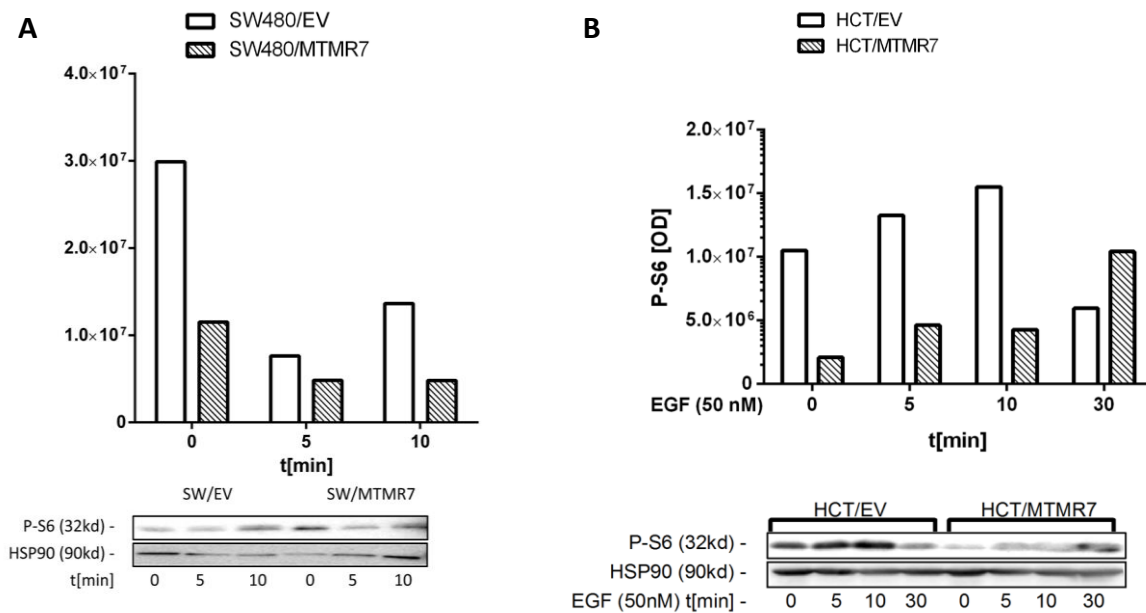 A
SW480/EV
SW480/MTMR7
4.0×10⁷
3.0×10⁷
2.0×10⁷
1.0×10⁷
0
0 5 10
t[min]
SW/EV SW/MTMR7
P-S6 (32kd) -
HSP90 (90kd) -
t[min] 0 5 10 0 5 10
B
HCT/EV
HCT/MTMR7
P-S6 [OD]
2.0×10⁷
1.5×10⁷
1.0×10⁷
5.0×10⁶
0
EGF (50 nM) 0 5 10 30
t[min]
HCT/EV HCT/MTMR7
P-S6 (32kd) -
HSP90 (90kd) -
EGF (50nM) t[min] - 0 5 10 30 0 5 10 30